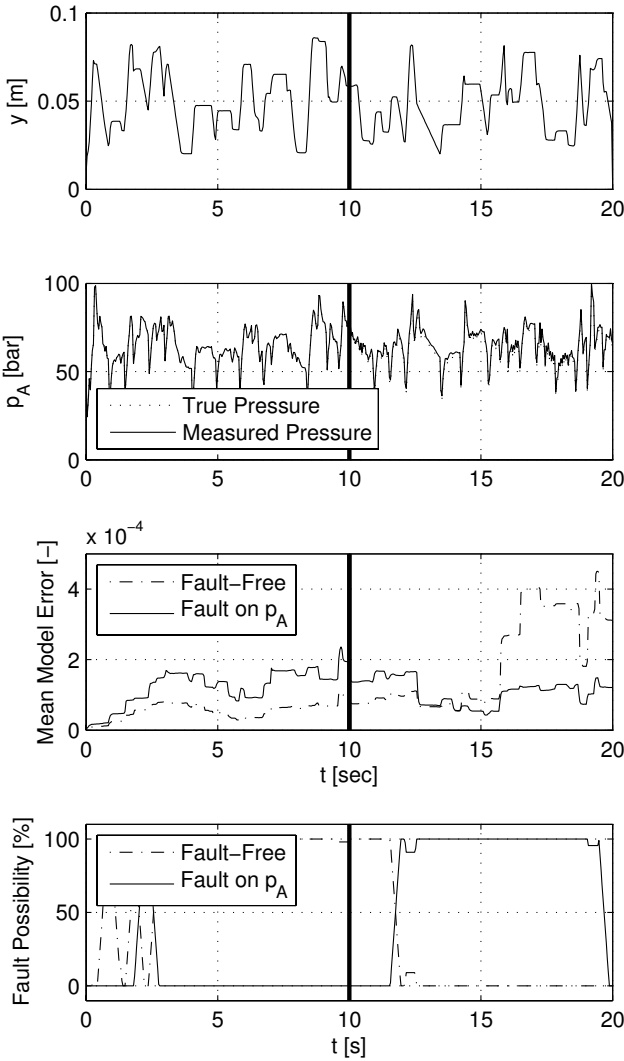 0.1
y [m]
0.05
0
0 5 10 15 20
100
p_A [bar]
50
True Pressure
Measured Pressure
0
0 5 10 15 20
x 10^−4
Mean Model Error [−]
Fault−Free
4
Fault on p_A
2
0
0 5 10 15 20
t [sec]
Fault Possibility [%]
100
Fault−Free
Fault on p_A
50
0
0 5 10 15 20
t [s]